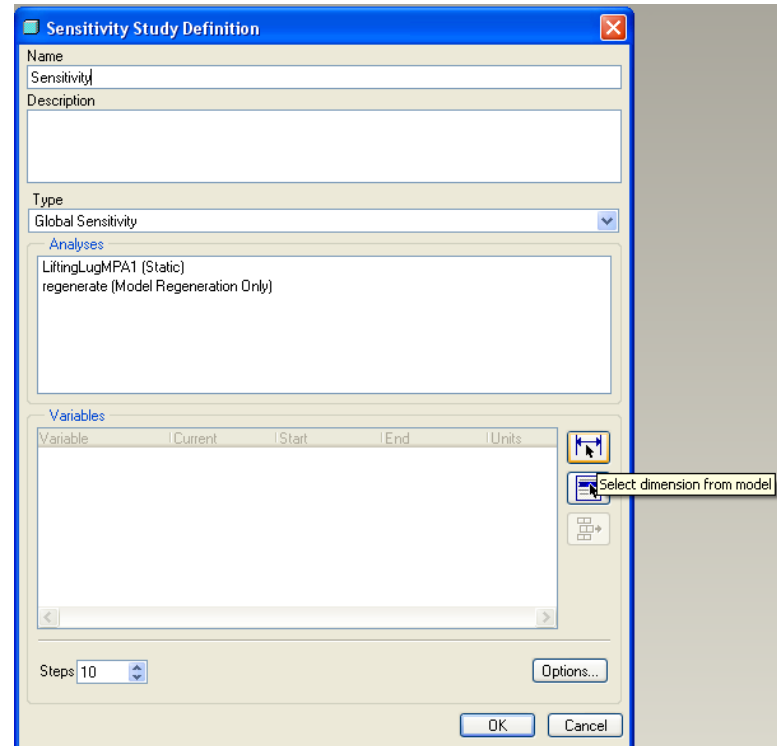 Sensitivity Study Definition
Name
Sensitivity
Description
Type
Global Sensitivity
Analyses
LiftingLugMPA1 (Static)
regenerate (Model Regeneration Only)
Variables
Variable Current Start End Units
Select dimension from model
Steps 10 Options...
OK Cancel